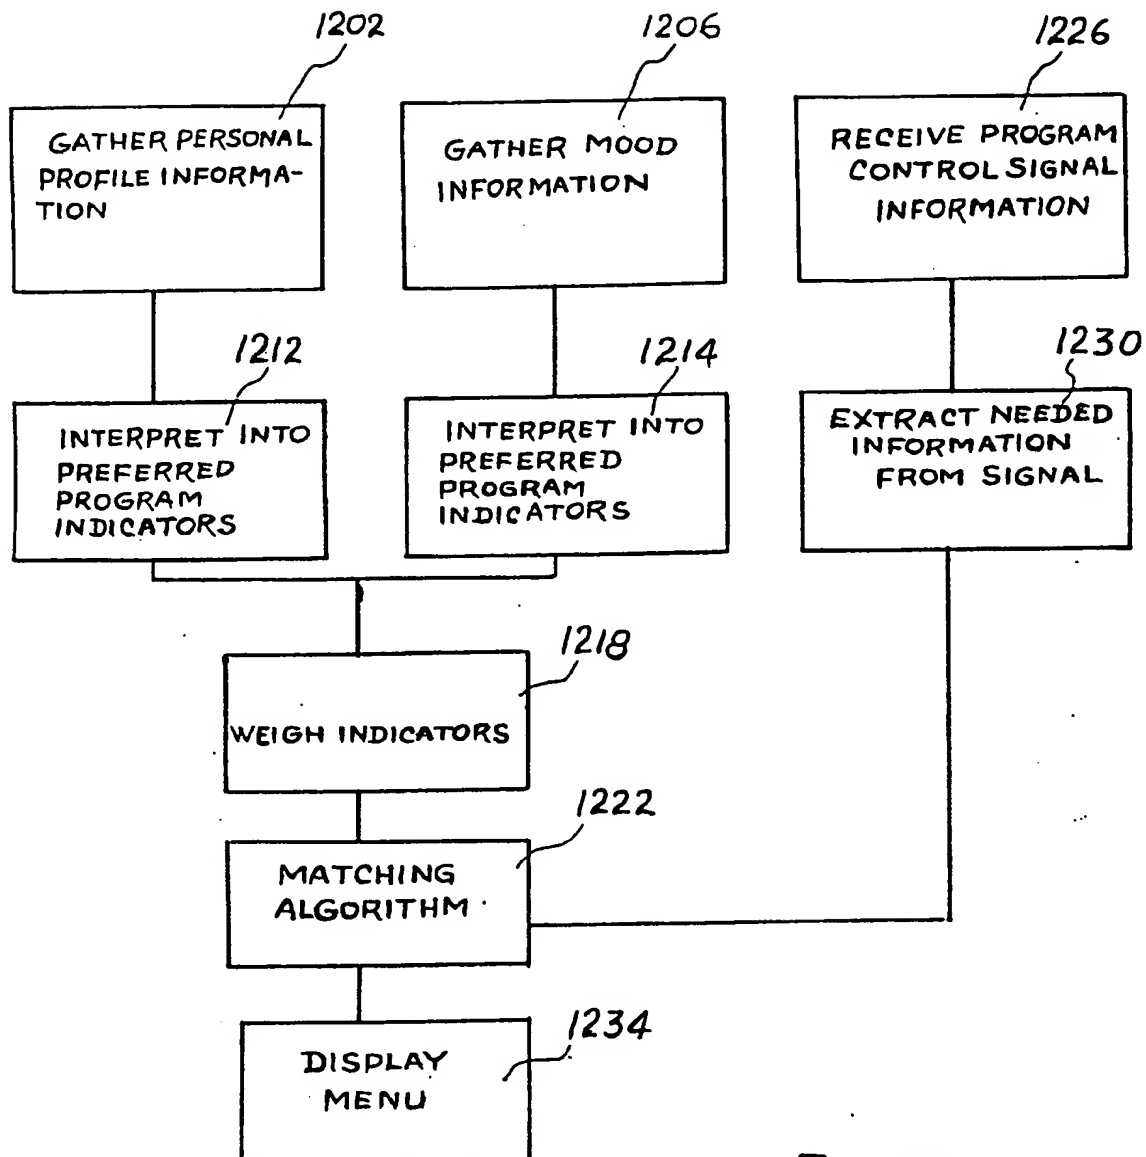 1202
GATHER PERSONAL
PROFILE INFORMA-
TION
1206
GATHER MOOD
INFORMATION
1226
RECEIVE PROGRAM
CONTROL SIGNAL
INFORMATION
1212
INTERPRET INTO
PREFERRED
PROGRAM
INDICATORS
1214
INTERPRET INTO
PREFERRED
PROGRAM
INDICATORS
1230
EXTRACT NEEDED
INFORMATION
FROM SIGNAL
1218
WEIGH INDICATORS
1222
MATCHING
ALGORITHM
1234
DISPLAY
MENU